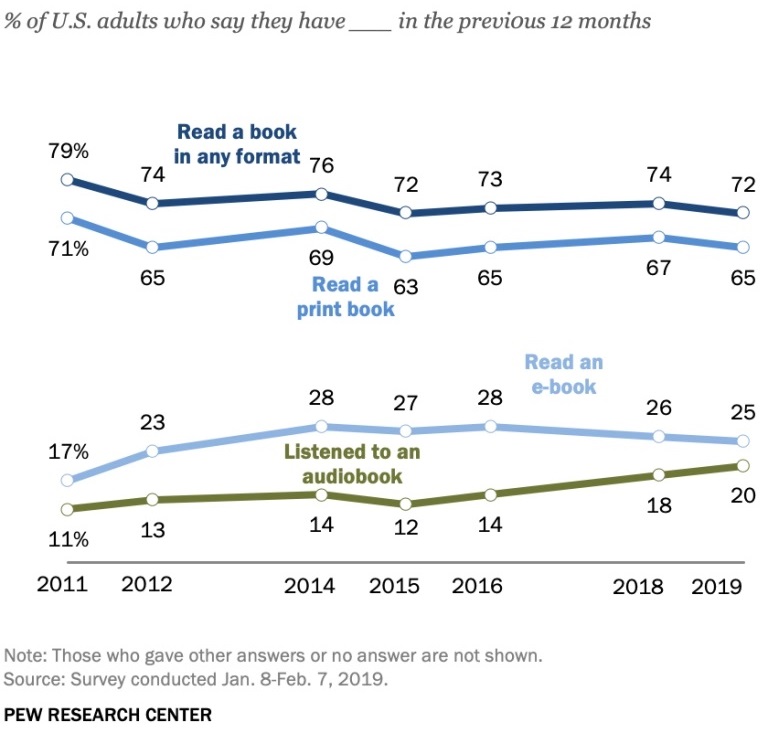 % of U.S. adults who say they have ___ in the previous 12 months
Read a book
in any format
79%
74
76
72
73
74
72
71%
65
69
63
65
67
65
Read a
print book
Read an
e-book
17%
23
28
27
28
26
25
Listened to an
audiobook
11%
13
14
12
14
18
20
2011 2012 2014 2015 2016 2018 2019
Note: Those who gave other answers or no answer are not shown.
Source: Survey conducted Jan. 8-Feb. 7, 2019.
PEW RESEARCH CENTER